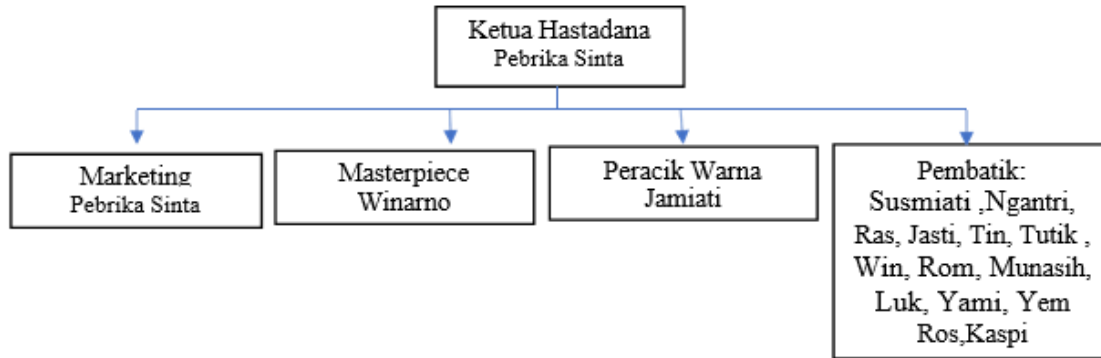 Ketua Hastadana
Pebrika Sinta
Marketing
Pebrika Sinta
Masterpiece
Winarno
Peracik Warna
Jamiati
Pembatik:
Susmiati ,Ngantri,
Ras, Jasti, Tin, Tutik ,
Win, Rom, Munasih,
Luk, Yami, Yem
Ros,Kaspi